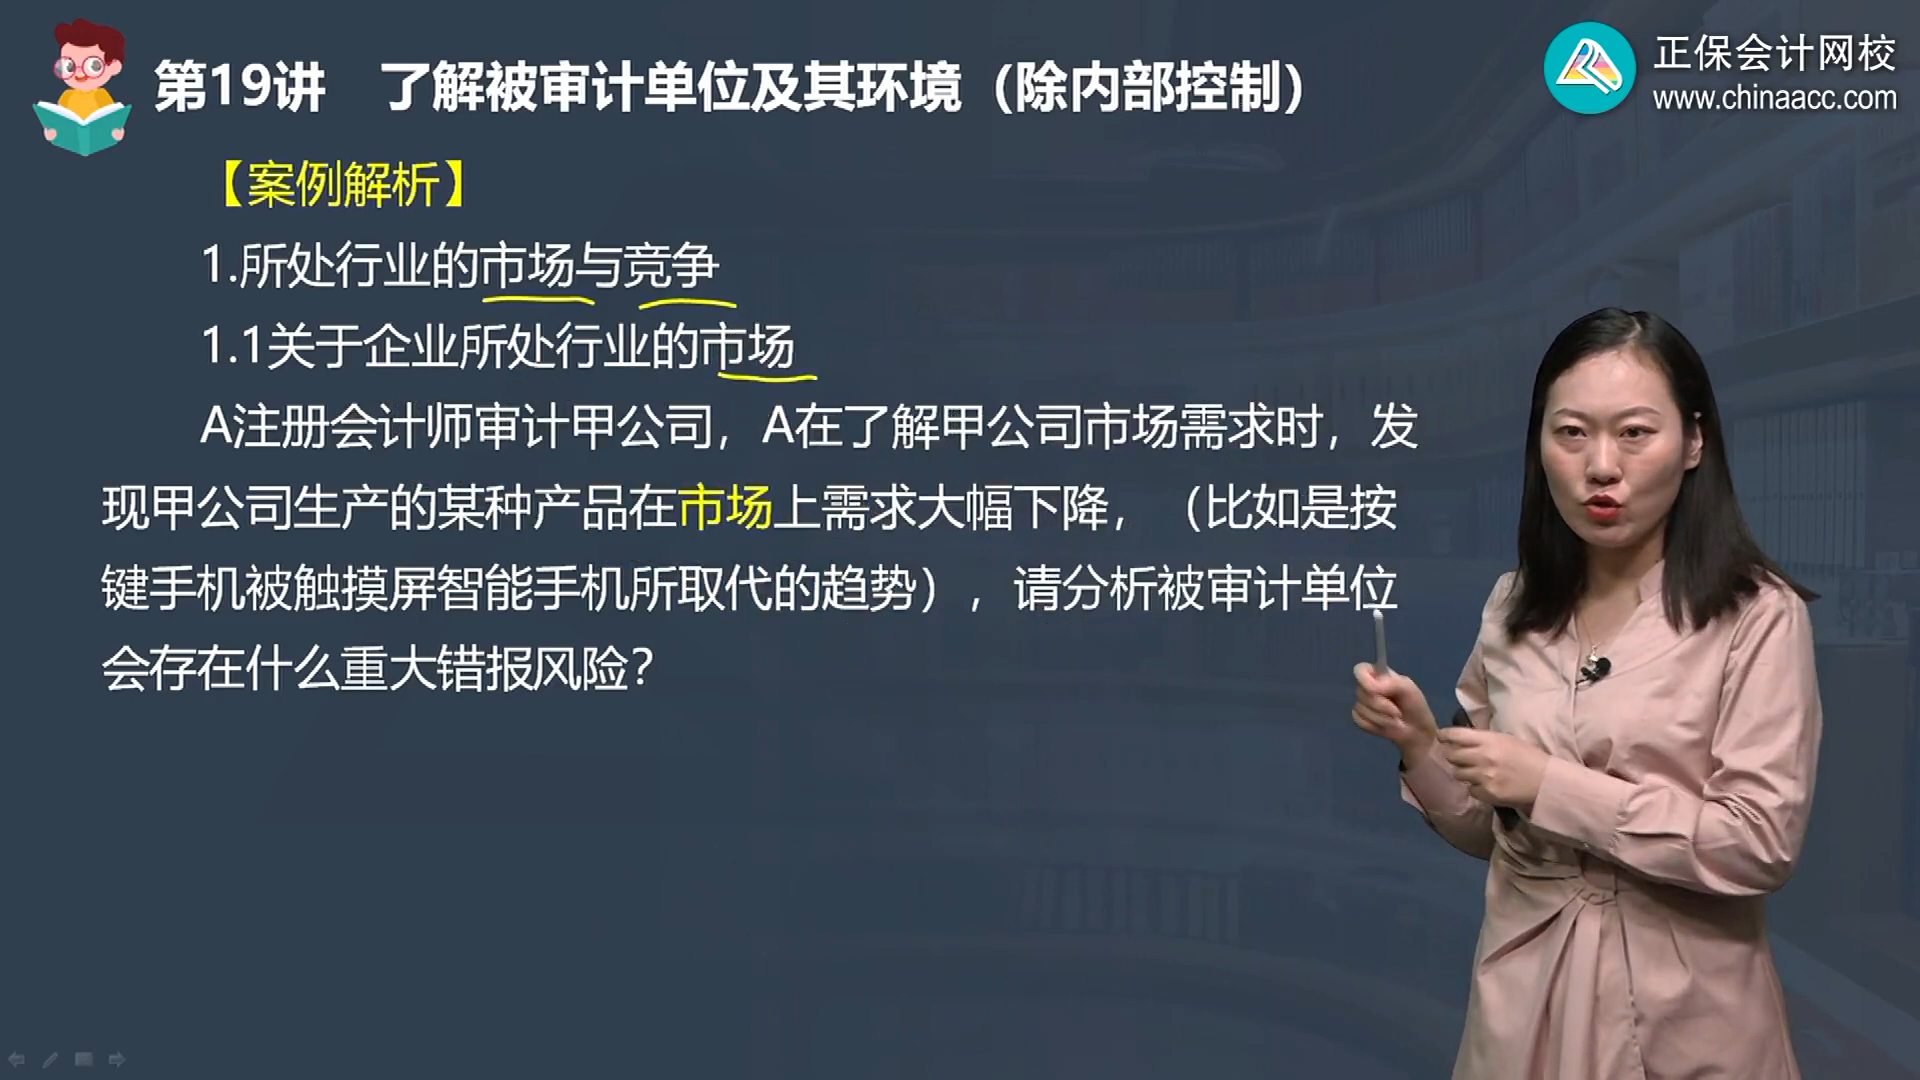 第19讲　了解被审计单位及其环境（除内部控制）
正保会计网校
www.chinaacc.com
【案例解析】
1.所处行业的市场与竞争
1.1关于企业所处行业的市场
A注册会计师审计甲公司，A在了解甲公司市场需求时，发
现甲公司生产的某种产品在市场上需求大幅下降，（比如是按
键手机被触摸屏智能手机所取代的趋势），请分析被审计单位
会存在什么重大错报风险？